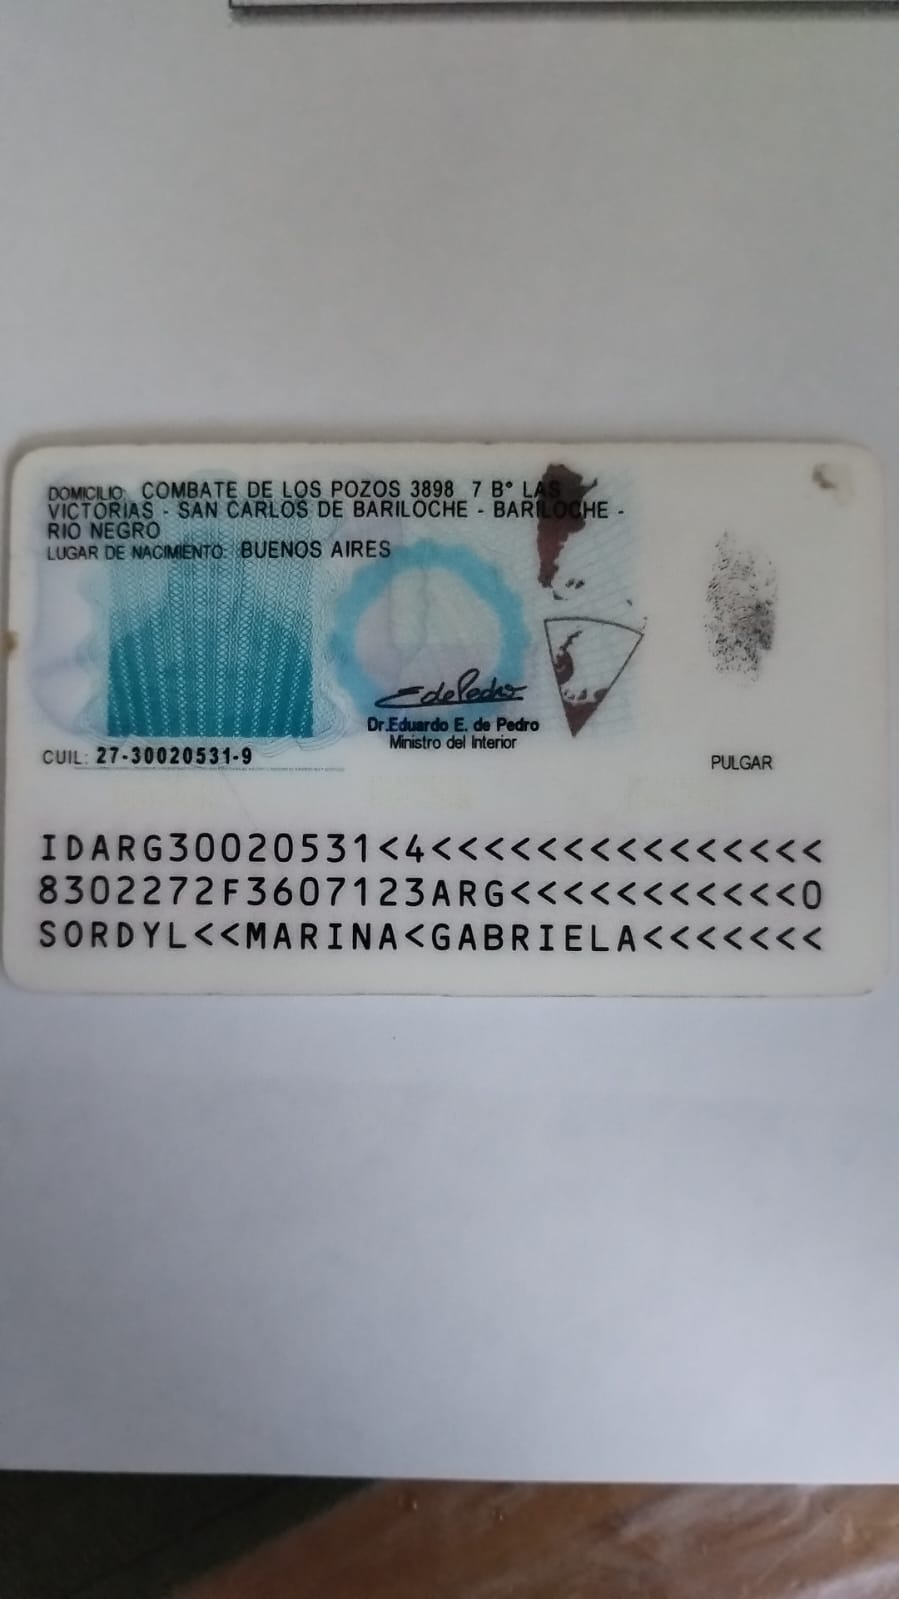 DOMICILIO: COMBATE DE LOS POZOS 3898 7 B° LAS
VICTORIAS - SAN CARLOS DE BARILOCHE - BARILOCHE -
RIO NEGRO
LUGAR DE NACIMIENTO: BUENOS AIRES
EdePedro
Dr.Eduardo E. de Pedro
Ministro del Interior
CUIL: 27-30020531-9
PULGAR
IDARG30020531<4<<<<<<<<<<<<<<<
8302272F3607123ARG<<<<<<<<<<<0
SORDYL<<MARINA<GABRIELA<<<<<<<